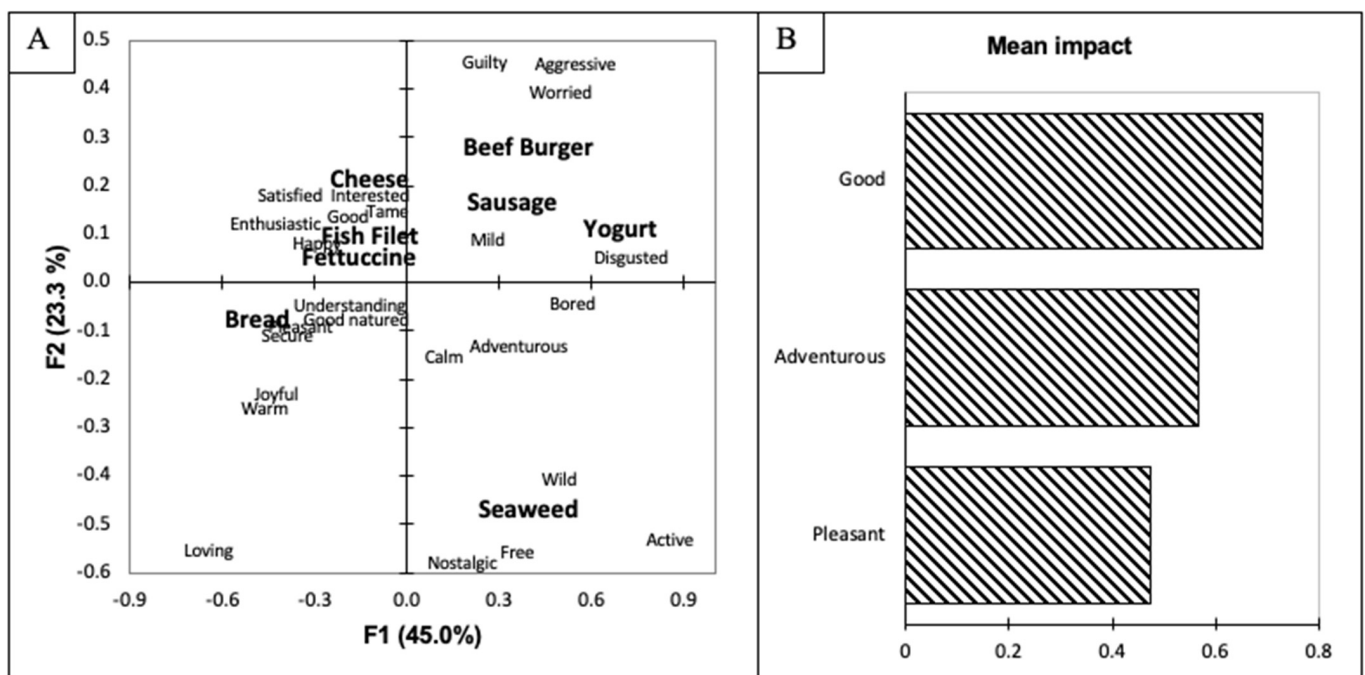 A
0.5
0.4
0.3
0.2
0.1
0.0
-0.1
-0.2
-0.3
-0.4
-0.5
-0.6
F2 (23.3 %)
Guilty
Aggressive
Worried
Beef Burger
Cheese
Satisfied
Interested
Sausage
Tame
Good
Enthusiastic
Yogurt
Fish Filet
Happy
Mild
Fettuccine
Disgusted
Understanding
Bored
Bread
Good natured
Pleasant
Secure
Adventurous
Calm
Joyful
Warm
Wild
Seaweed
Active
Loving
Free
Nostalgic
-0.9
-0.6
-0.3
0.0
0.3
0.6
0.9
F1 (45.0%)
B
Mean impact
Good
Adventurous
Pleasant
0
0.2
0.4
0.6
0.8